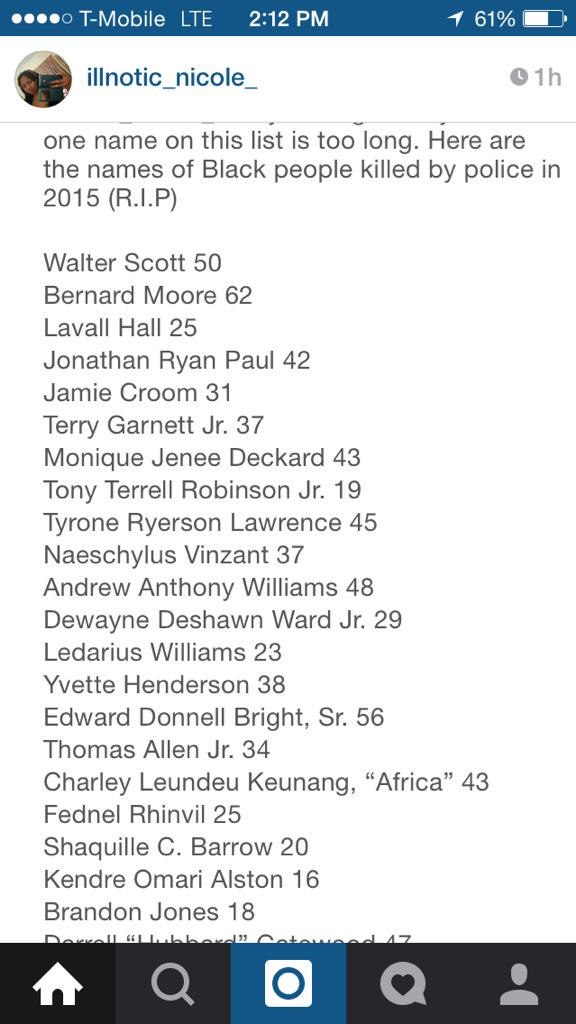 T-Mobile LTE 2:12 PM 61%
illnotic_nicole_ 1h
one name on this list is too long. Here are
the names of Black people killed by police in
2015 (R.I.P)
Walter Scott 50
Bernard Moore 62
Lavall Hall 25
Jonathan Ryan Paul 42
Jamie Croom 31
Terry Garnett Jr. 37
Monique Jenee Deckard 43
Tony Terrell Robinson Jr. 19
Tyrone Ryerson Lawrence 45
Naeschylus Vinzant 37
Andrew Anthony Williams 48
Dewayne Deshawn Ward Jr. 29
Ledarius Williams 23
Yvette Henderson 38
Edward Donnell Bright, Sr. 56
Thomas Allen Jr. 34
Charley Leundeu Keunang, “Africa” 43
Fednel Rhinvil 25
Shaquille C. Barrow 20
Kendre Omari Alston 16
Brandon Jones 18
Darrell “Hubbard” Gatewood 47